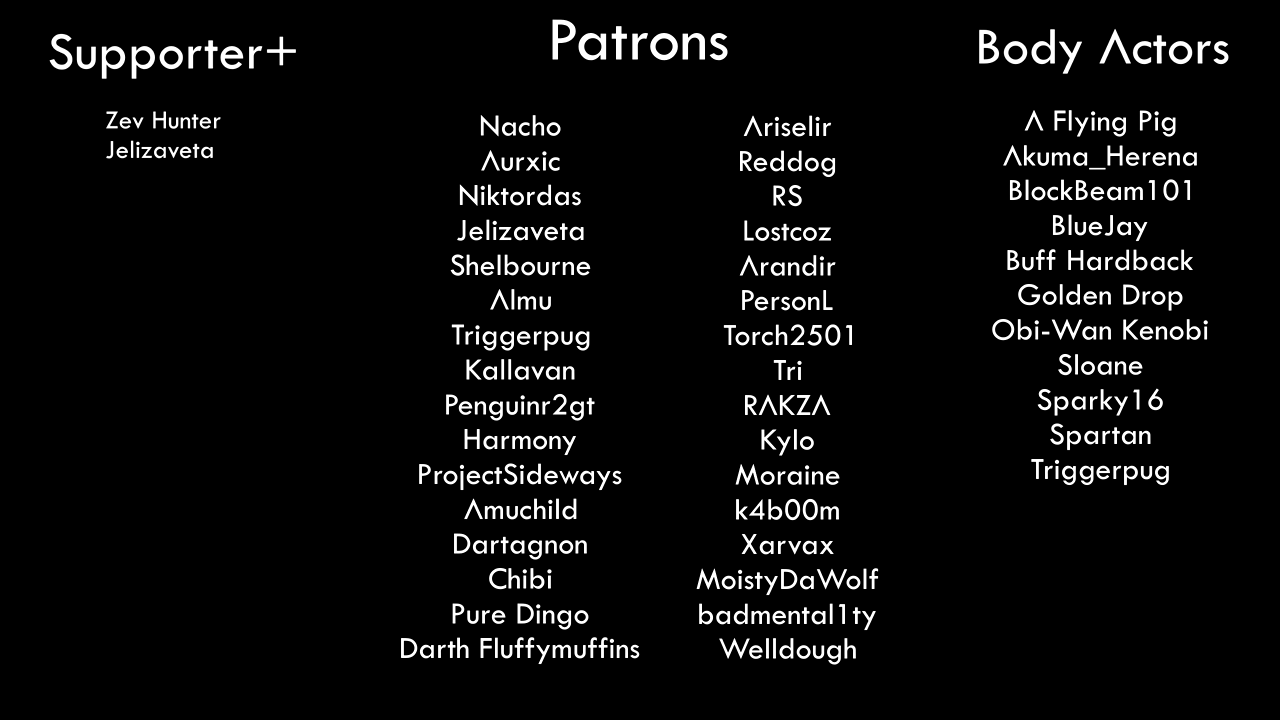 Supporter+
Zev Hunter
Jelizaveta
Patrons
Nacho
Aurxic
Niktordas
Jelizaveta
Shelbourne
Almu
Triggerpug
Kallavan
Penguinr2gt
Harmony
ProjectSideways
Amuchild
Dartagnon
Chibi
Pure Dingo
Darth Fluffymuffins
Ariselir
Reddog
RS
Lostcoz
Arandir
PersonL
Torch2501
Tri
RAKZA
Kylo
Moraine
k4b00m
Xarvax
MoistyDaWolf
badmental1ty
Welldough
Body Actors
A Flying Pig
Akuma_Herena
BlockBeam101
BlueJay
Buff Hardback
Golden Drop
Obi-Wan Kenobi
Sloane
Sparky16
Spartan
Triggerpug